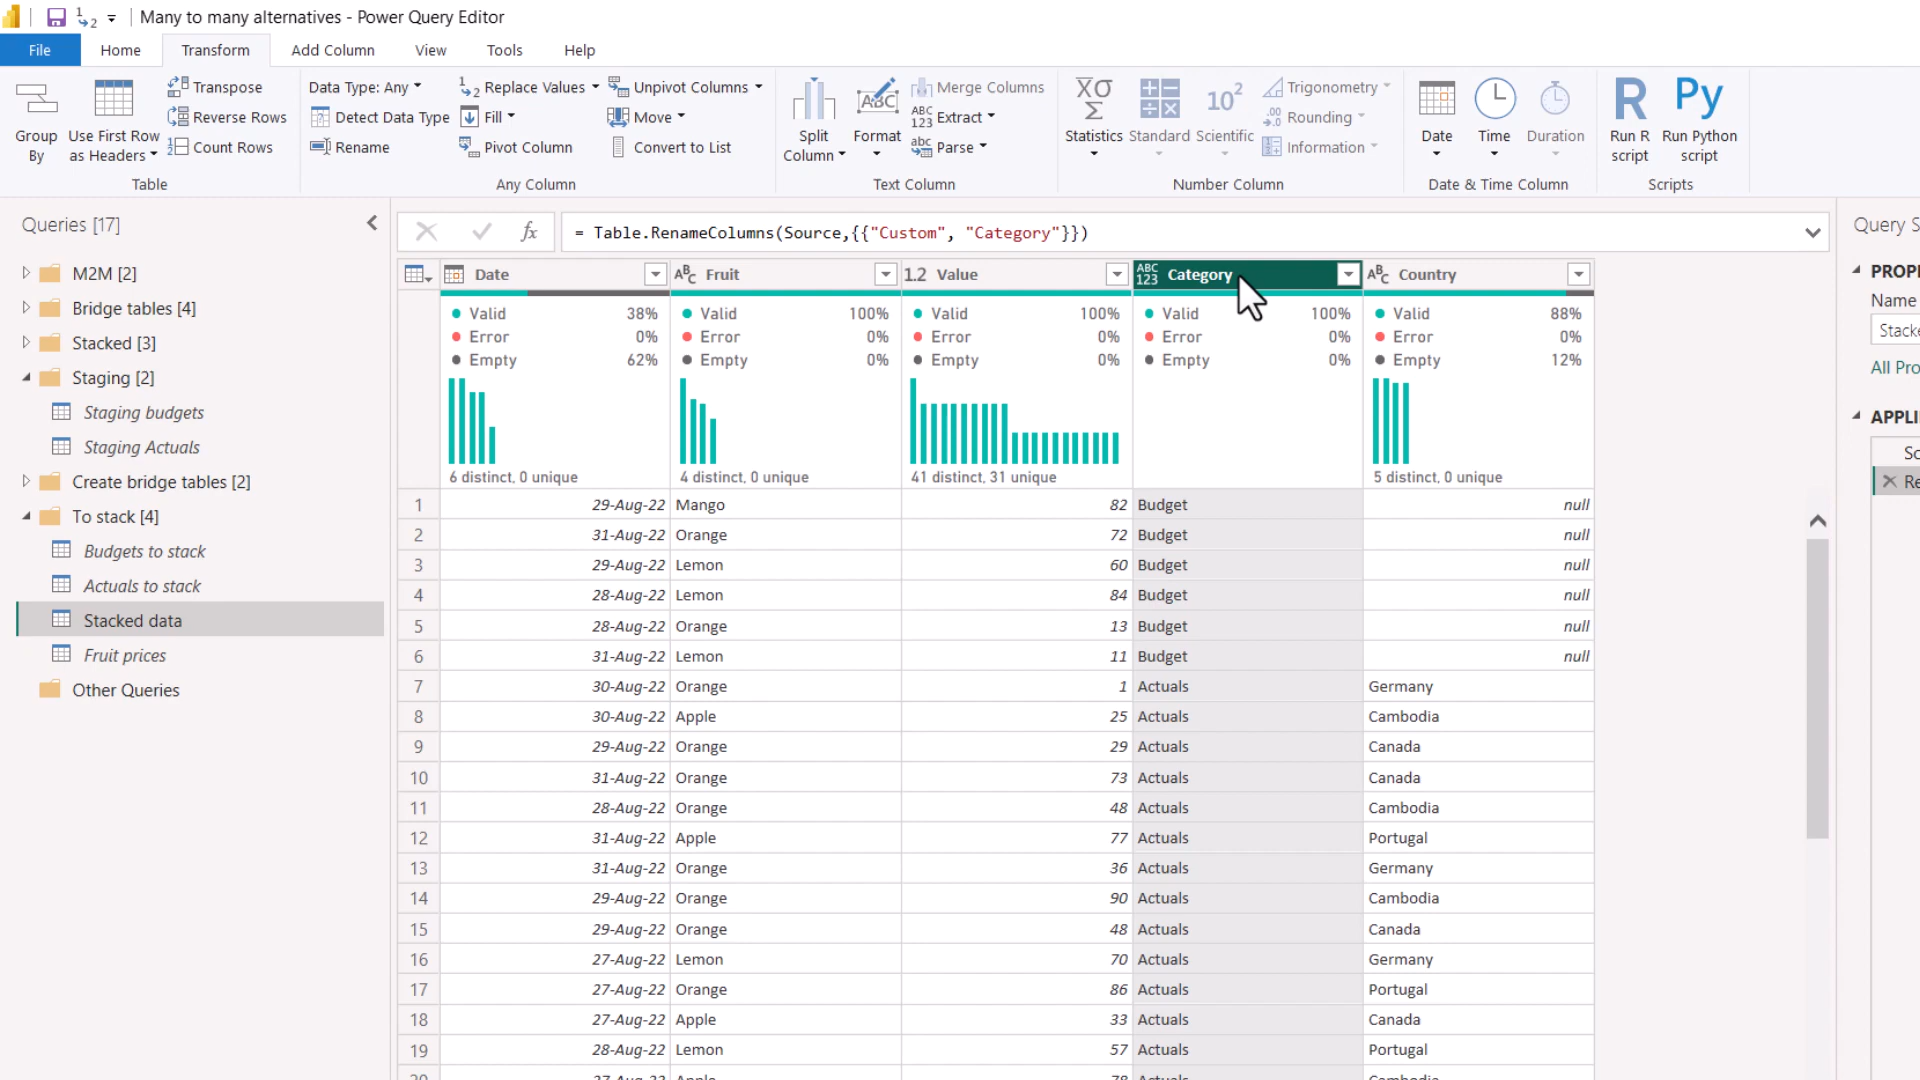 Many to many alternatives - Power Query Editor
File Home Transform Add Column View Tools Help
Group By
Use First Row as Headers
Transpose
Reverse Rows
Count Rows
Table
Data Type: Any
Detect Data Type
Rename
Replace Values
Fill
Pivot Column
Unpivot Columns
Move
Convert to List
Any Column
Split Column
Format
Merge Columns
Extract
Parse
Text Column
Statistics
Standard
Scientific
Trigonometry
Rounding
Information
Number Column
Date
Time
Duration
Date & Time Column
R
Run R script
Py
Run Python script
Scripts
Queries [17]
M2M [2]
Bridge tables [4]
Stacked [3]
Staging [2]
Staging budgets
Staging Actuals
Create bridge tables [2]
To stack [4]
Budgets to stack
Actuals to stack
Stacked data
Fruit prices
Other Queries
fx = Table.RenameColumns(Source,{{"Custom", "Category"}})
Date ABC Fruit 1.2 Value ABC 123 Category ABC Country
Valid 38% Valid 100% Valid 100% Valid 100% Valid 88%
Error 0% Error 0% Error 0% Error 0% Error 0%
Empty 62% Empty 0% Empty 0% Empty 0% Empty 12%
6 distinct, 0 unique 4 distinct, 0 unique 41 distinct, 31 unique 5 distinct, 0 unique
1 29-Aug-22 Mango 82 Budget null
2 31-Aug-22 Orange 72 Budget null
3 29-Aug-22 Lemon 60 Budget null
4 28-Aug-22 Lemon 84 Budget null
5 28-Aug-22 Orange 13 Budget null
6 31-Aug-22 Lemon 11 Budget null
7 30-Aug-22 Orange 1 Actuals Germany
8 30-Aug-22 Apple 25 Actuals Cambodia
9 29-Aug-22 Orange 29 Actuals Canada
10 31-Aug-22 Orange 73 Actuals Canada
11 28-Aug-22 Orange 48 Actuals Cambodia
12 31-Aug-22 Apple 77 Actuals Portugal
13 31-Aug-22 Orange 36 Actuals Germany
14 29-Aug-22 Orange 90 Actuals Cambodia
15 29-Aug-22 Orange 48 Actuals Canada
16 27-Aug-22 Lemon 70 Actuals Germany
17 27-Aug-22 Orange 86 Actuals Portugal
18 27-Aug-22 Apple 33 Actuals Canada
19 28-Aug-22 Lemon 57 Actuals Portugal
Query S
PROP
Name
Stacke
All Pro
APPLI
So
Re